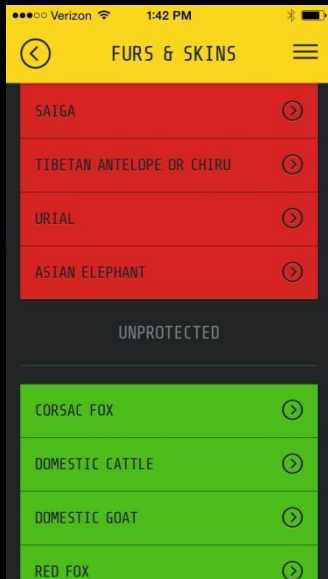 Verizon 1:42 PM
FURS & SKINS
SAIGA
TIBETAN ANTELOPE OR CHIRU
URIAL
ASIAN ELEPHANT
UNPROTECTED
CORSAC FOX
DOMESTIC CATTLE
DOMESTIC GOAT
RED FOX